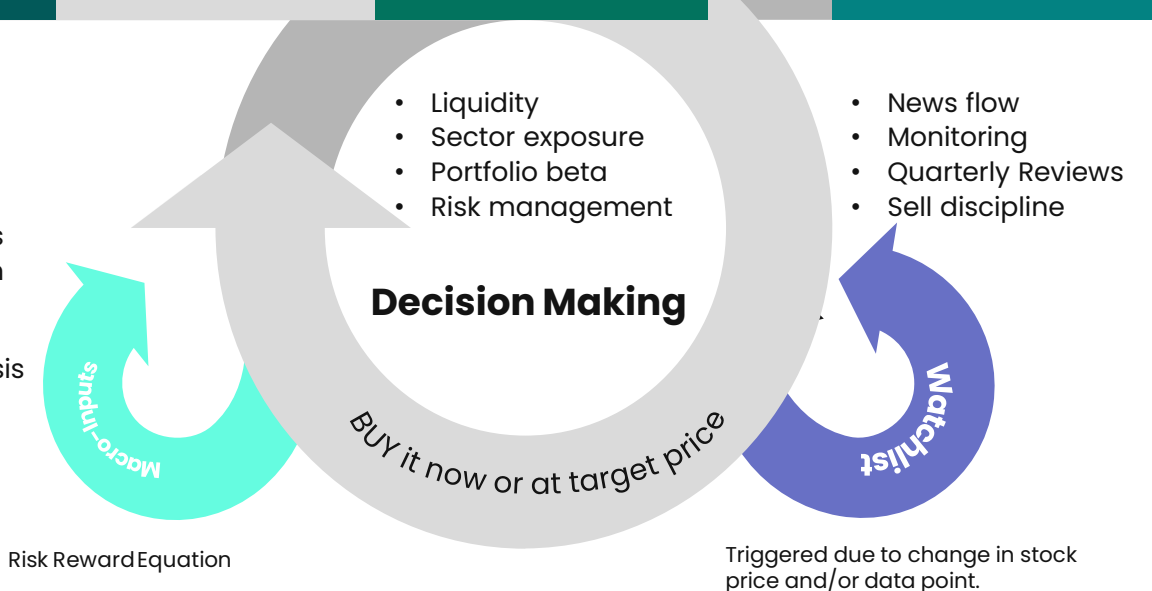 • Liquidity
• Sector exposure
• Portfolio beta
• Risk management
• News flow
• Monitoring
• Quarterly Reviews
• Sell discipline
Decision Making
Macro-Inputs
BUY it now or at target price
Watchlist
Risk Reward Equation
Triggered due to change in stock
price and/or data point.